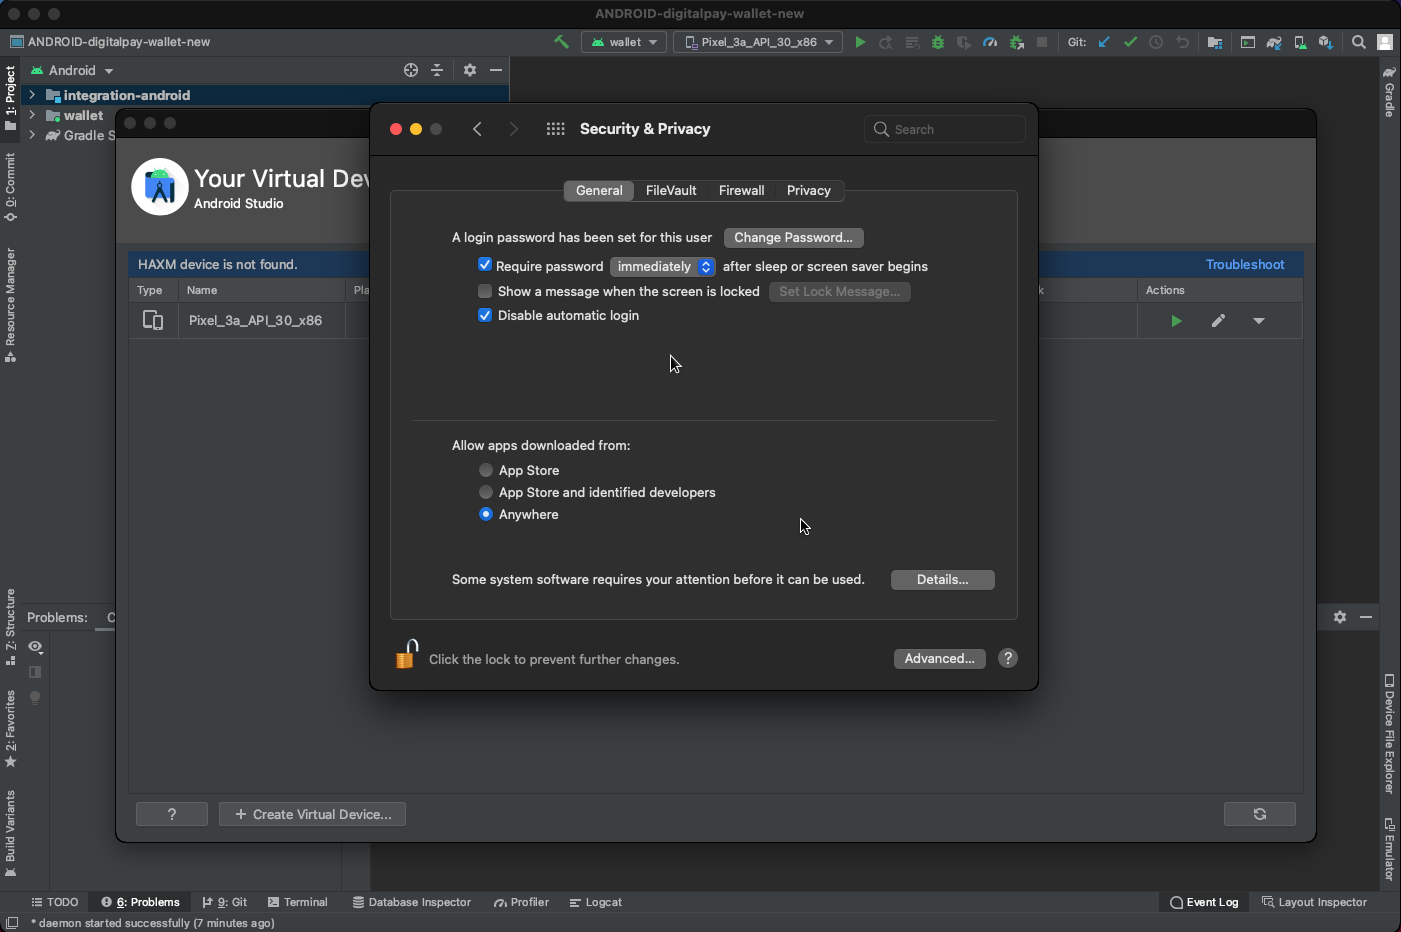 ANDROID-digitalpay-wallet-new
ANDROID-digitalpay-wallet-new
wallet
Pixel_3a_API_30_x86
Git:
Android
1: Project
integration-android
wallet
Gradle S
0: Commit
Resource Manager
Z: Structure
2: Favorites
Build Variants
Gradle
Device File Explorer
Emulator
Your Virtual Dev
Android Studio
HAXM device is not found.
Troubleshoot
Type
Name
Pla
k
Actions
Pixel_3a_API_30_x86
?
+ Create Virtual Device...
Security & Privacy
Search
General
FileVault
Firewall
Privacy
A login password has been set for this user
Change Password...
Require password
immediately
after sleep or screen saver begins
Show a message when the screen is locked
Set Lock Message...
Disable automatic login
Allow apps downloaded from:
App Store
App Store and identified developers
Anywhere
Some system software requires your attention before it can be used.
Details...
Click the lock to prevent further changes.
Advanced...
?
Problems:
C
TODO
6: Problems
9: Git
Terminal
Database Inspector
Profiler
Logcat
Event Log
Layout Inspector
* daemon started successfully (7 minutes ago)